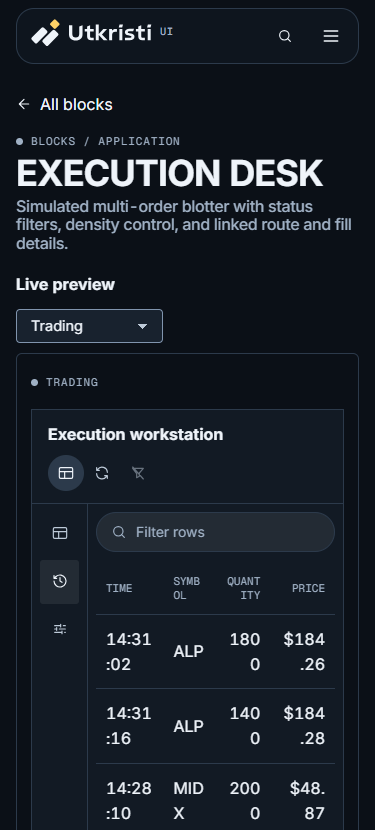 Utkristi UI
All blocks
BLOCKS / APPLICATION
EXECUTION DESK
Simulated multi-order blotter with status
filters, density control, and linked route and fill
details.
Live preview
Trading
TRADING
Execution workstation
Filter rows
TIME SYMB QUANT PRICE
OL ITY
14:31 ALP 180 $184
:02 0 .26
14:31 ALP 140 $184
:16 0 .28
14:28 MID 200 $48.
:10 X 0 87